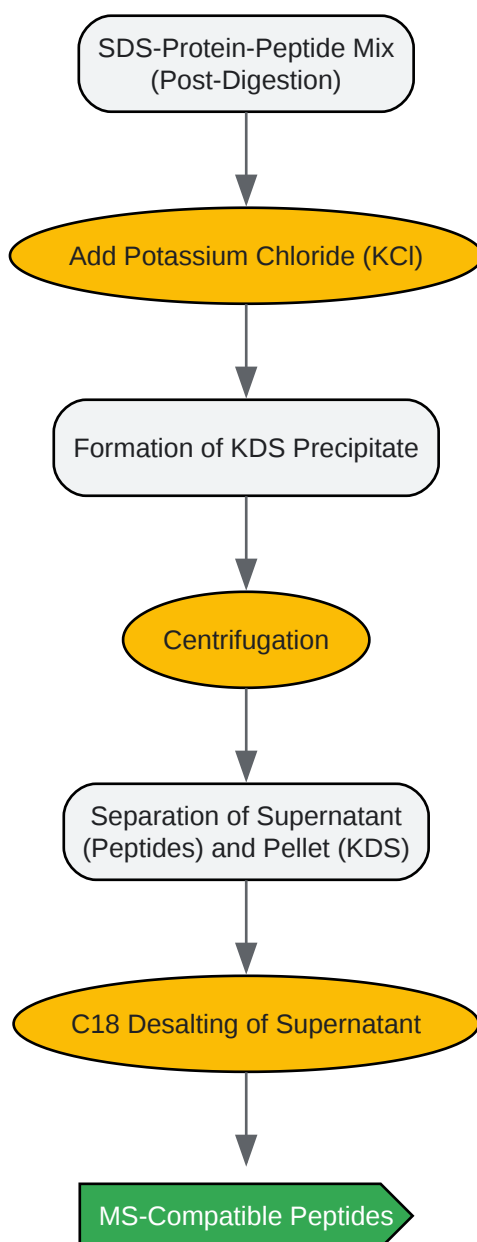 SDS-Protein-Peptide Mix
(Post-Digestion)
Add Potassium Chloride (KCl)
Formation of KDS Precipitate
Centrifugation
Separation of Supernatant
(Peptides) and Pellet (KDS)
C18 Desalting of Supernatant
MS-Compatible Peptides